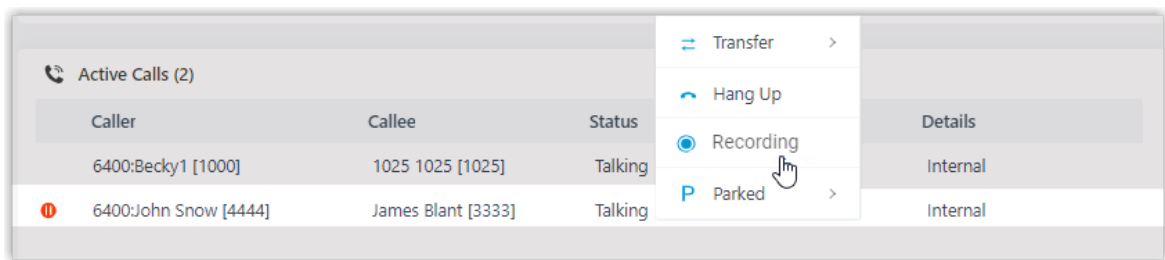 Transfer
Active Calls (2)
Hang Up
Caller Callee Status Details
Recording
6400:Becky1 [1000] 1025 1025 [1025] Talking Internal
P Parked
6400:John Snow [4444] James Blant [3333] Talking Internal